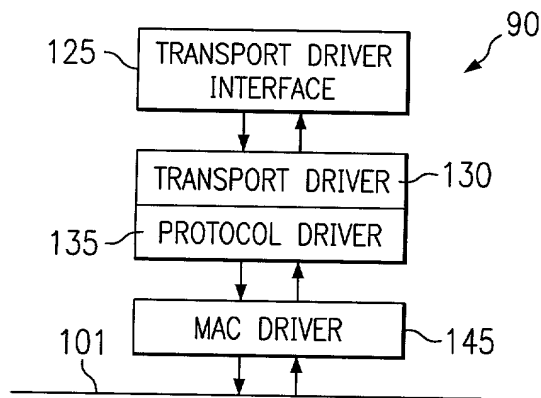 90
125
TRANSPORT DRIVER
INTERFACE
TRANSPORT DRIVER
130
135
PROTOCOL DRIVER
MAC DRIVER
145
101